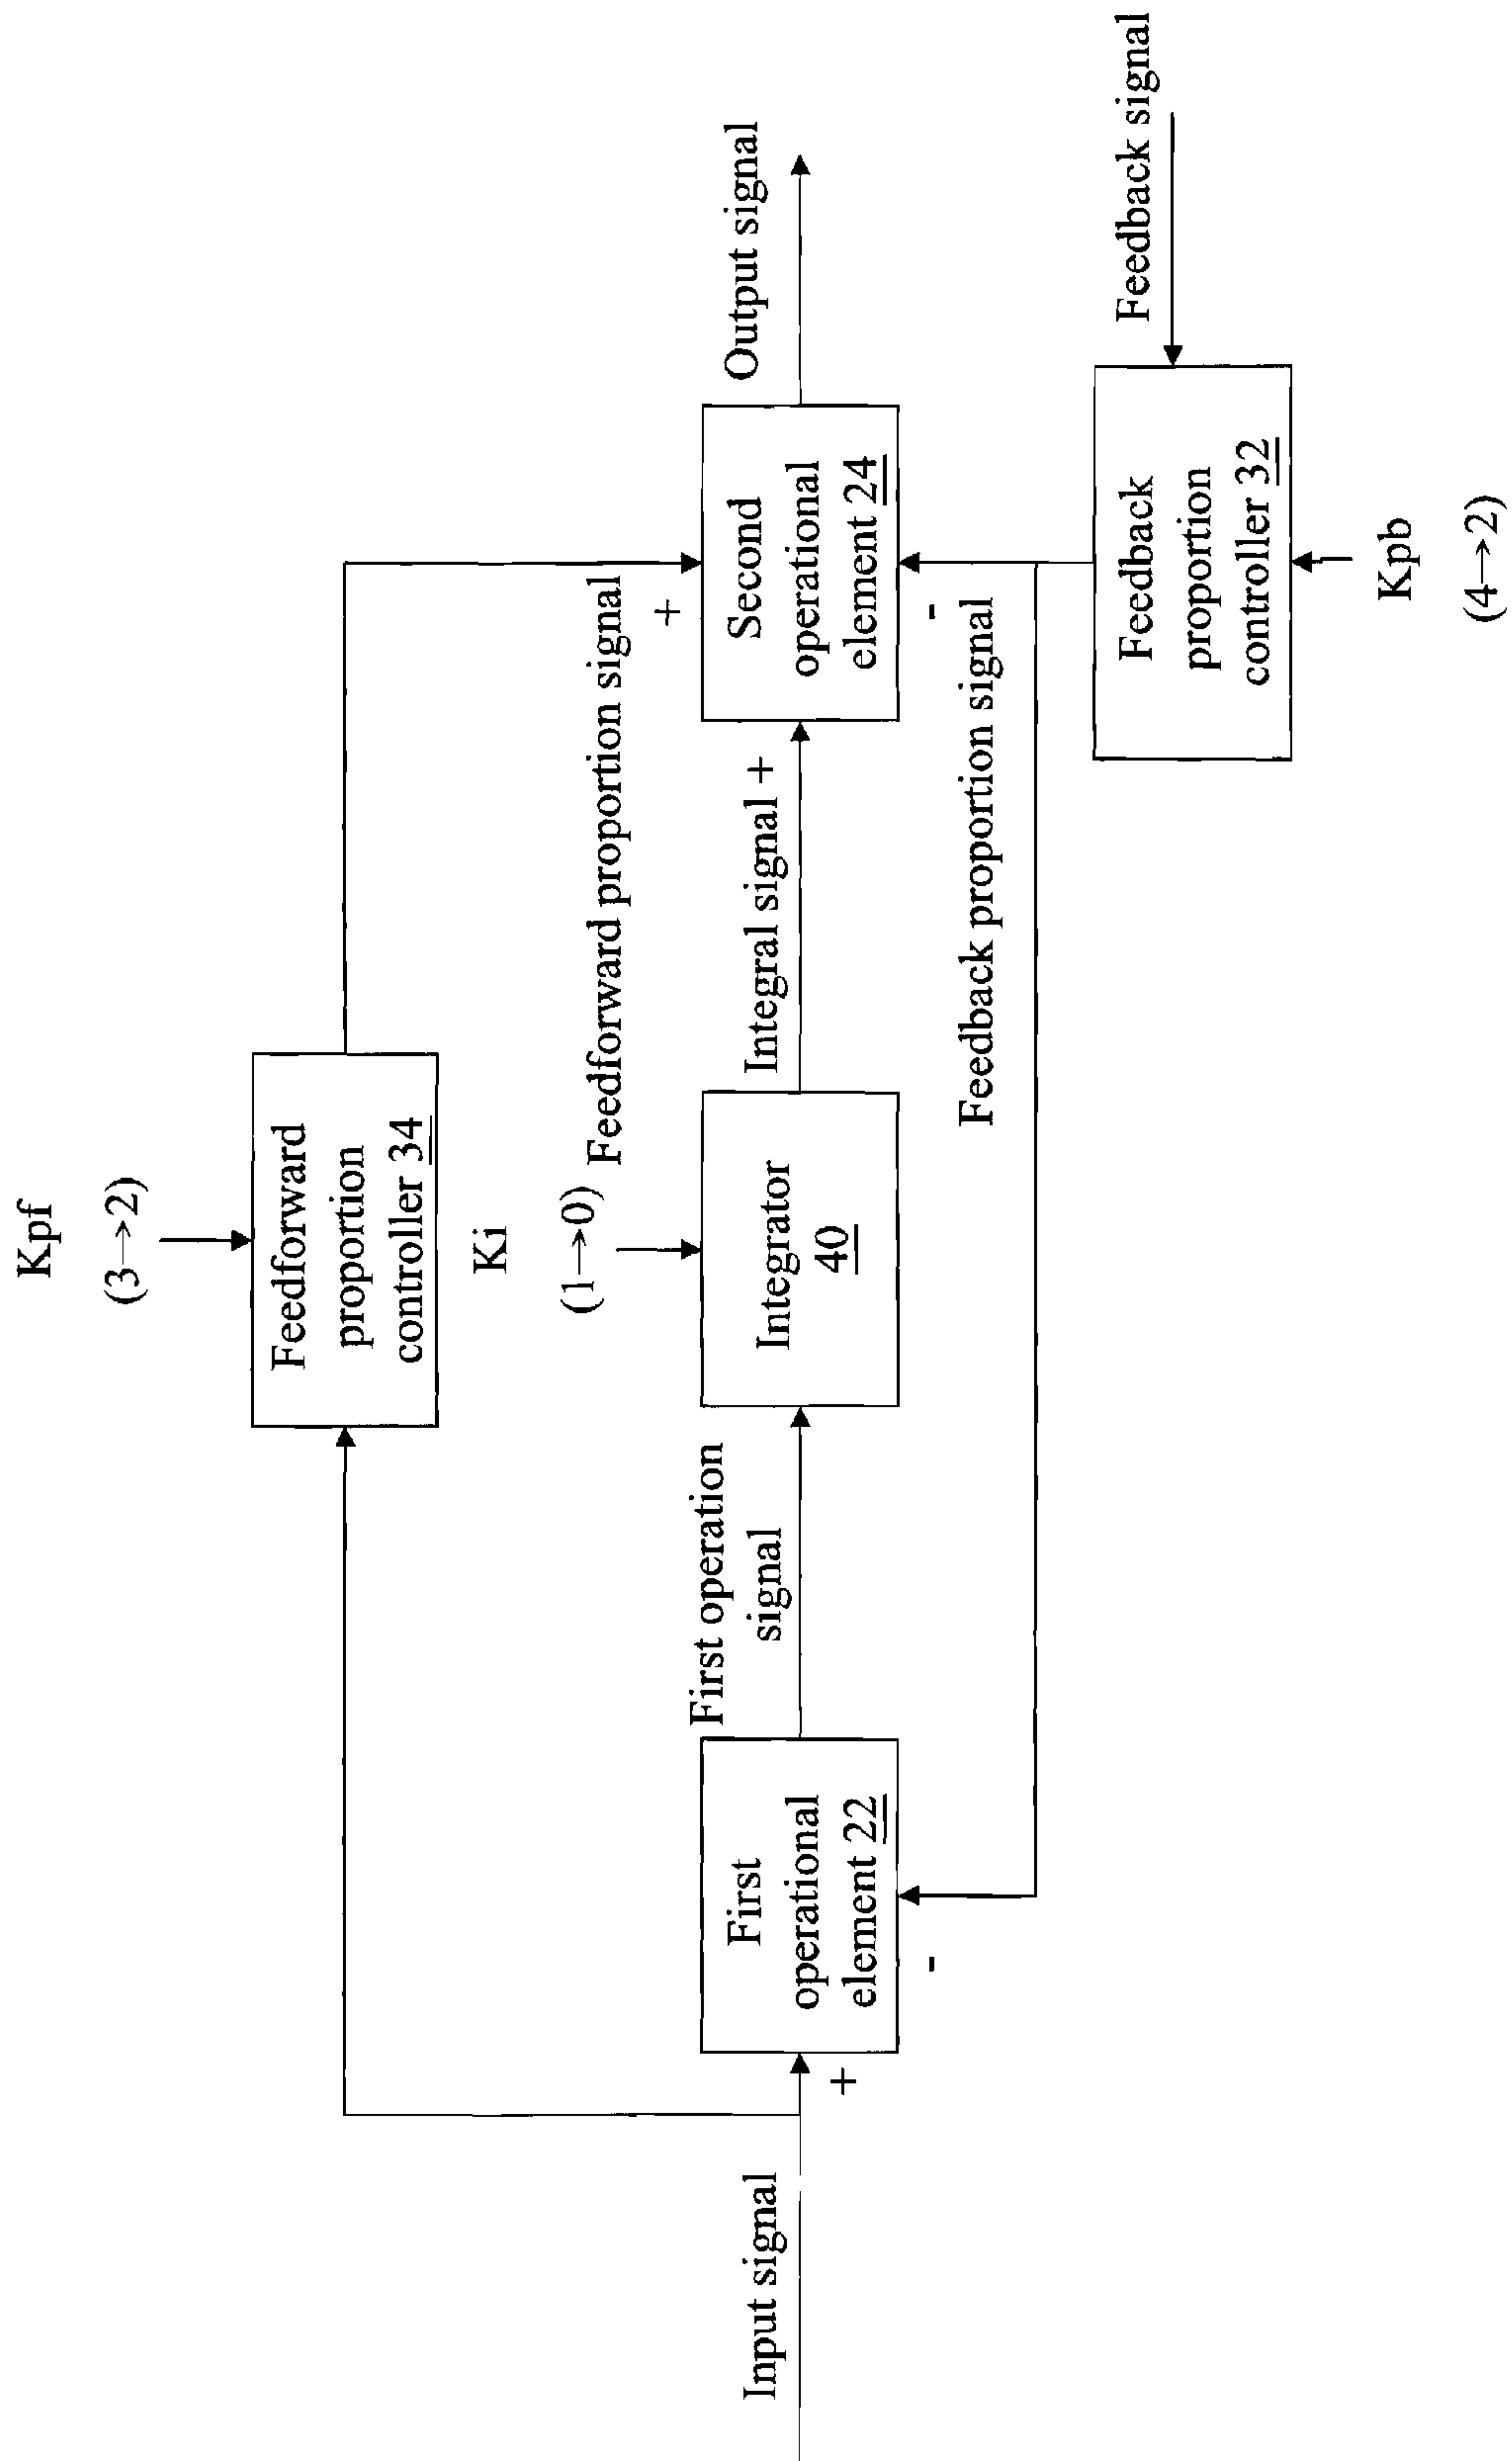 Kpf
(3→2)
Feedforward
proportion
controller 34
Ki
(1→0)
Feedforward proportion signal
+
Input signal
+
First
operational
element 22
-
First operation
signal
Integrator
40
Integral signal +
Second
operational
element 24
-
Output signal
Feedback proportion signal
Feedback signal
Feedback
proportion
controller 32
Kpb
(4→2)